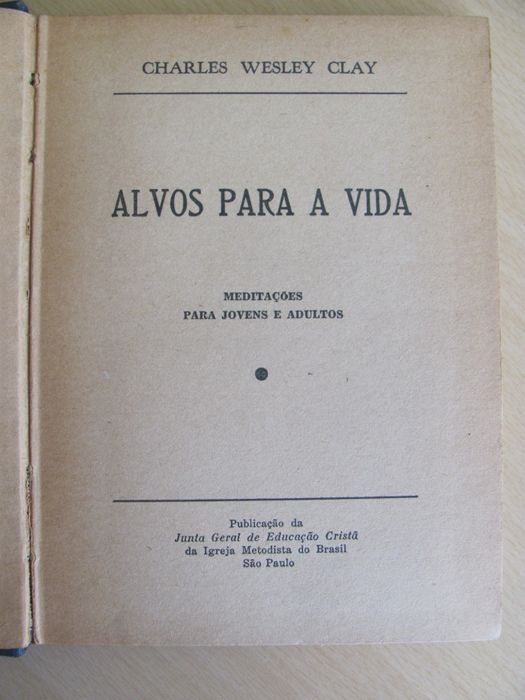 CHARLES WESLEY CLAY
ALVOS PARA A VIDA
MEDITAÇÕES
PARA JOVENS E ADULTOS
Publicação da
Junta Geral de Educação Cristã
da Igreja Metodista do Brasil
São Paulo